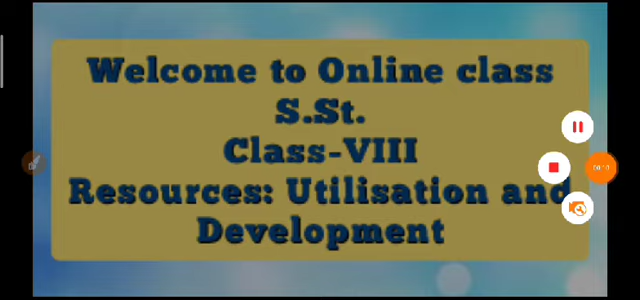 Welcome to Online class
S.St.
Class-VIII
Resources: Utilisation and
Development